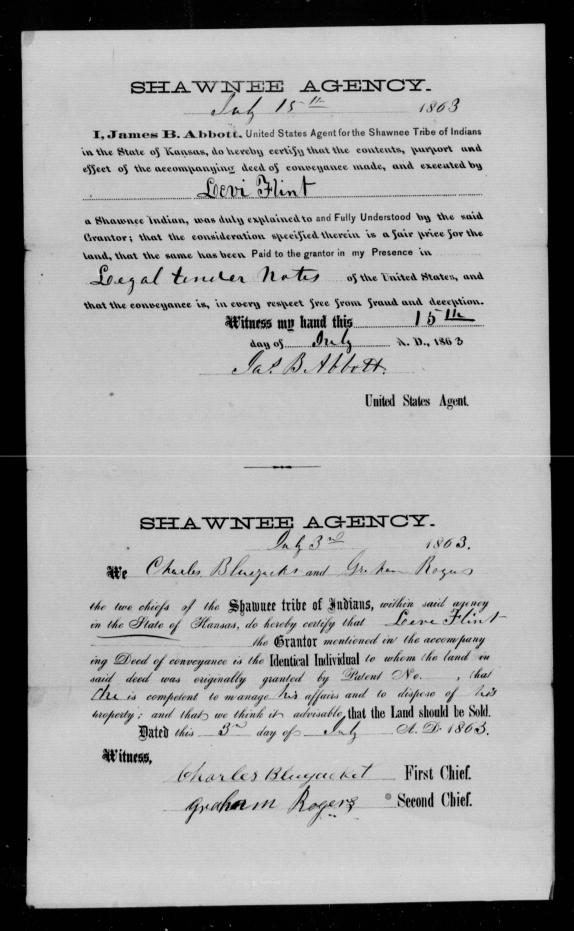 SHAWNEE AGENCY.
July 15th 1863
I, James B. Abbott, United States Agent for the Shawnee Tribe of Indians
in the State of Kansas, do hereby certify that the contents, purport and
effect of the accompanying deed of conveyance made, and executed by
Levi Flint
a Shawnee Indian, was duly explained to and Fully Understood by the said
Grantor; that the consideration specified therein is a fair price for the
land, that the same has been Paid to the grantor in my Presence in
Legal tender Notes of the United States, and
that the conveyance is, in every respect free from fraud and deception.
Witness my hand this 15th
day of July A. D., 1863
Jas B. Abbott.
United States Agent.
SHAWNEE AGENCY.
July 3rd 1863.
We Charles Bluejacket and Graham Rogers
the two chiefs of the Shawnee tribe of Indians, within said agency
in the State of Kansas, do hereby certify that Levi Flint
the Grantor mentioned in the accompany
ing Deed of conveyance is the Identical Individual to whom the land in
said deed was originally granted by Patent No. , that
he is competent to manage his affairs and to dispose of his
property; and that we think it advisable, that the Land should be Sold.
Dated this 3rd day of July A. D. 1863.
Witness,
Charles Bluejacket First Chief.
Graham Rogers Second Chief.